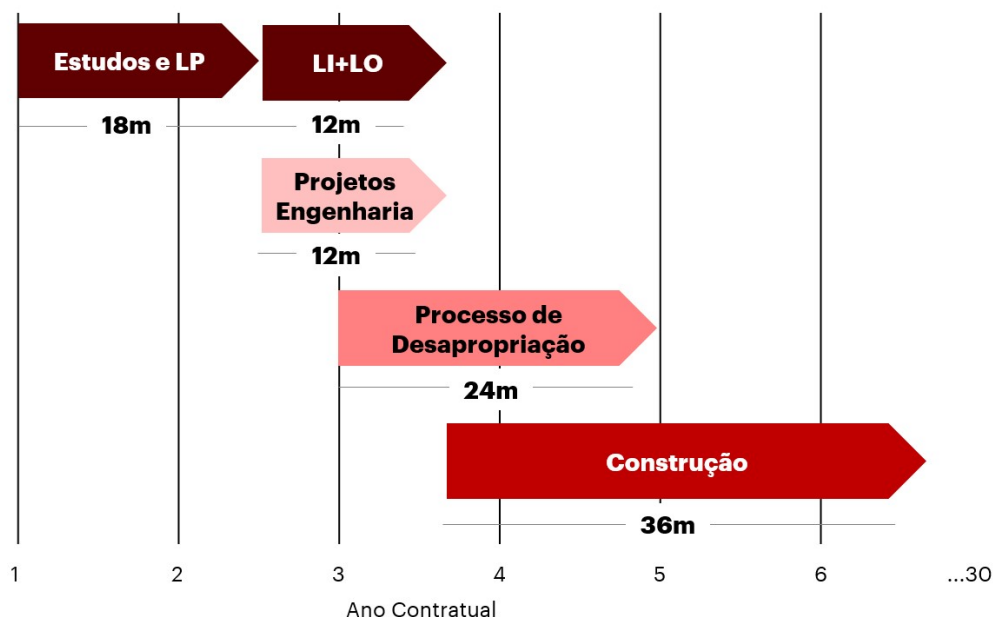 Estudos e LP
LI+LO
18m
12m
Projetos
Engenharia
12m
Processo de
Desapropriação
24m
Construção
36m
1 2 3 4 5 6 ...30
Ano Contratual